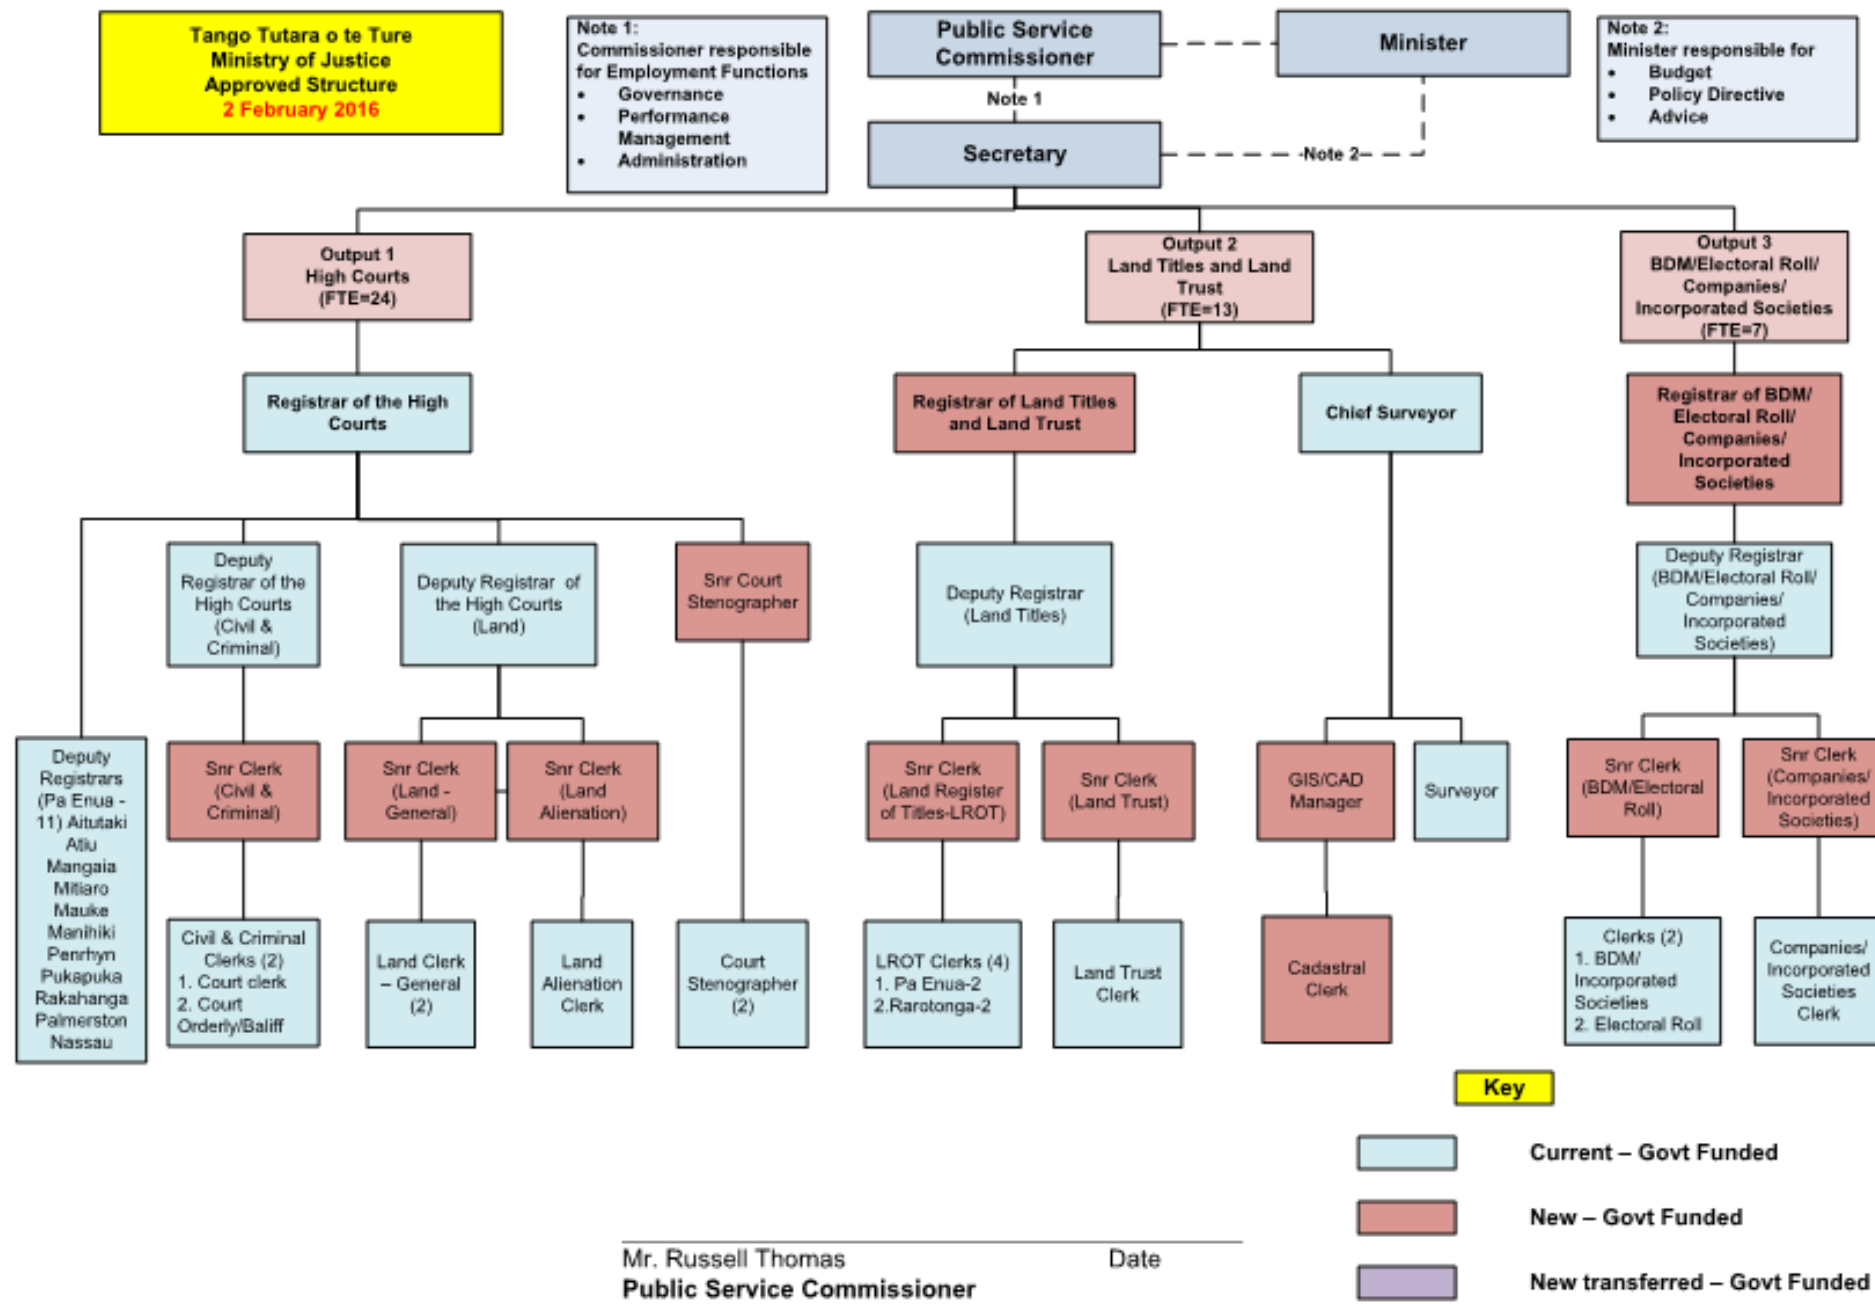 Tango Tutara o te Ture
Ministry of Justice
Approved Structure
2 February 2016
Note 1:
Commissioner responsible
for Employment Functions
• Governance
• Performance
Management
• Administration
Public Service
Commissioner
Minister
Note 2:
Minister responsible for
• Budget
• Policy Directive
• Advice
Note 1
Secretary
Note 2
Output 1
High Courts
(FTE=24)
Output 2
Land Titles and Land
Trust
(FTE=13)
Output 3
BDM/Electoral Roll/
Companies/
Incorporated Societies
(FTE=7)
Registrar of the High
Courts
Registrar of Land Titles
and Land Trust
Chief Surveyor
Registrar of BDM/
Electoral Roll/
Companies/
Incorporated
Societies
Deputy
Registrar of the
High Courts
(Civil &
Criminal)
Deputy Registrar of
the High Courts
(Land)
Snr Court
Stenographer
Deputy Registrar
(Land Titles)
Deputy Registrar
(BDM/Electoral Roll/
Companies/
Incorporated
Societies)
Deputy
Registrars
(Pa Enua -
11) Aitutaki
Atiu
Mangaia
Mitiaro
Mauke
Manihiki
Penrhyn
Pukapuka
Rakahanga
Palmerston
Nassau
Snr Clerk
(Civil &
Criminal)
Snr Clerk
(Land -
General)
Snr Clerk
(Land
Alienation)
Snr Clerk
(Land Register
of Titles-LROT)
Snr Clerk
(Land Trust)
GIS/CAD
Manager
Surveyor
Snr Clerk
(BDM/Electoral
Roll)
Snr Clerk
(Companies/
Incorporated
Societies)
Civil & Criminal
Clerks (2)
1. Court clerk
2. Court
Orderly/Baliff
Land Clerk
– General
(2)
Land
Alienation
Clerk
Court
Stenographer
(2)
LROT Clerks (4)
1. Pa Enua-2
2.Rarotonga-2
Land Trust
Clerk
Cadastral
Clerk
Clerks (2)
1. BDM/
Incorporated
Societies
2. Electoral Roll
Companies/
Incorporated
Societies
Clerk
Key
Current – Govt Funded
New – Govt Funded
New transferred – Govt Funded
Mr. Russell Thomas Date
Public Service Commissioner